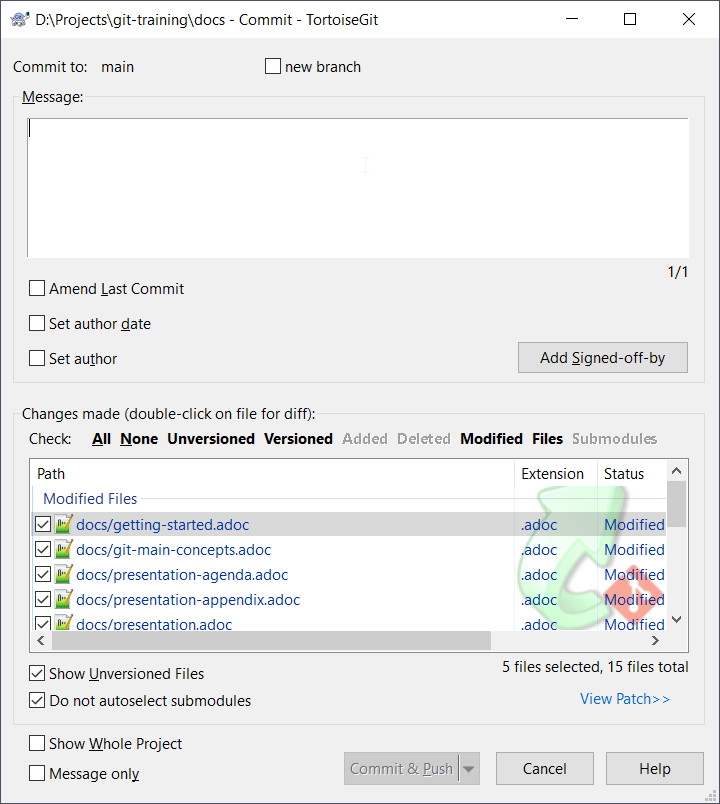 D:\Projects\git-training\docs - Commit - TortoiseGit
Commit to: main new branch
Message:
1/1
Amend Last Commit
Set author date
Set author Add Signed-off-by
Changes made (double-click on file for diff):
Check: All None Unversioned Versioned Added Deleted Modified Files Submodules
Path Extension Status
Modified Files
docs/getting-started.adoc .adoc Modified
docs/git-main-concepts.adoc .adoc Modified
docs/presentation-agenda.adoc .adoc Modified
docs/presentation-appendix.adoc .adoc Modified
docs/presentation.adoc .adoc Modified
Show Unversioned Files 5 files selected, 15 files total
Do not autoselect submodules View Patch>>
Show Whole Project
Message only Commit & Push Cancel Help